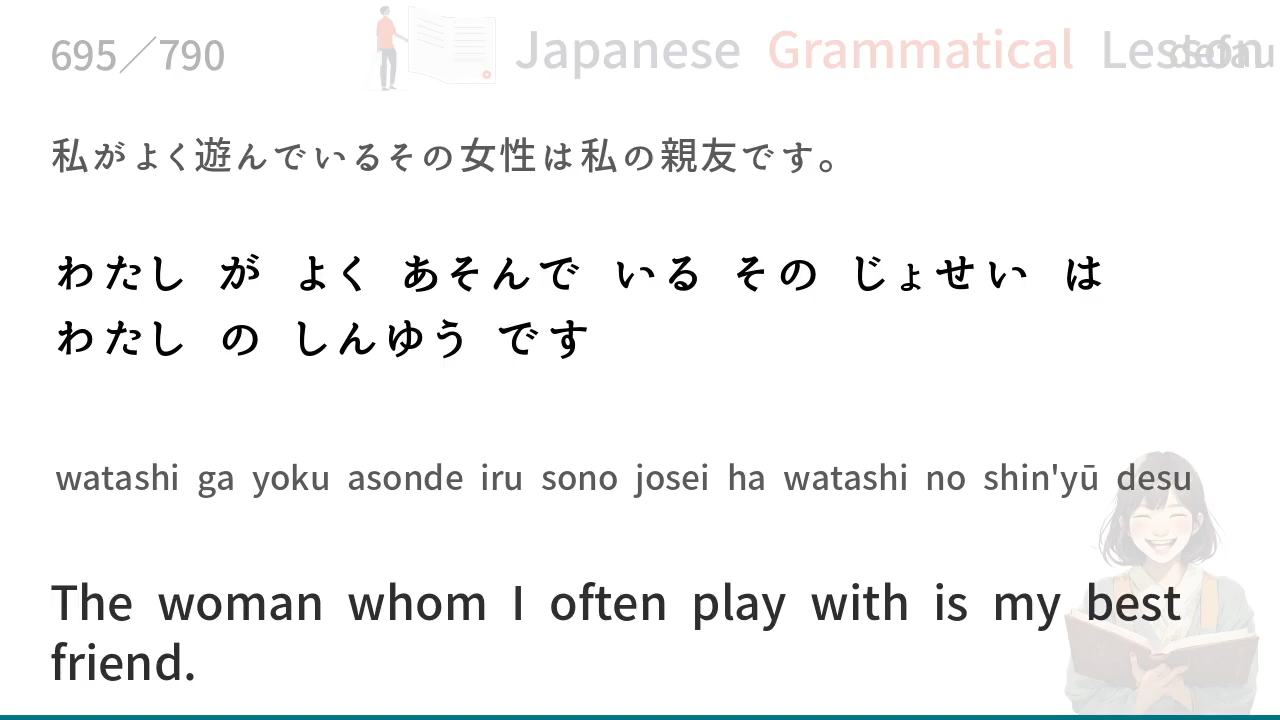 695／790
Japanese Grammatical Lesson
私がよく遊んでいるその女性は私の親友です。
わたし が よく あそんで いる その じょせい は
わたし の しんゆう です
watashi ga yoku asonde iru sono josei ha watashi no shin'yū desu
The woman whom I often play with is my best
friend.